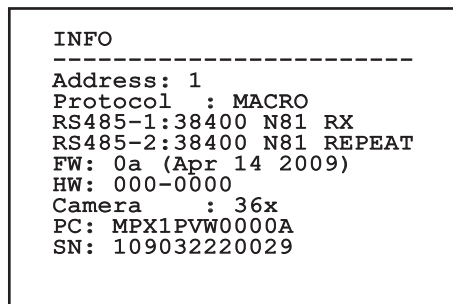 INFO
-----------------------
Address: 1
Protocol  : MACRO
RS485-1:38400 N81 RX
RS485-2:38400 N81 REPEAT
FW: 0a (Apr 14 2009)
HW: 000-0000
Camera    : 36x
PC: MPX1PVW0000A
SN: 109032220029